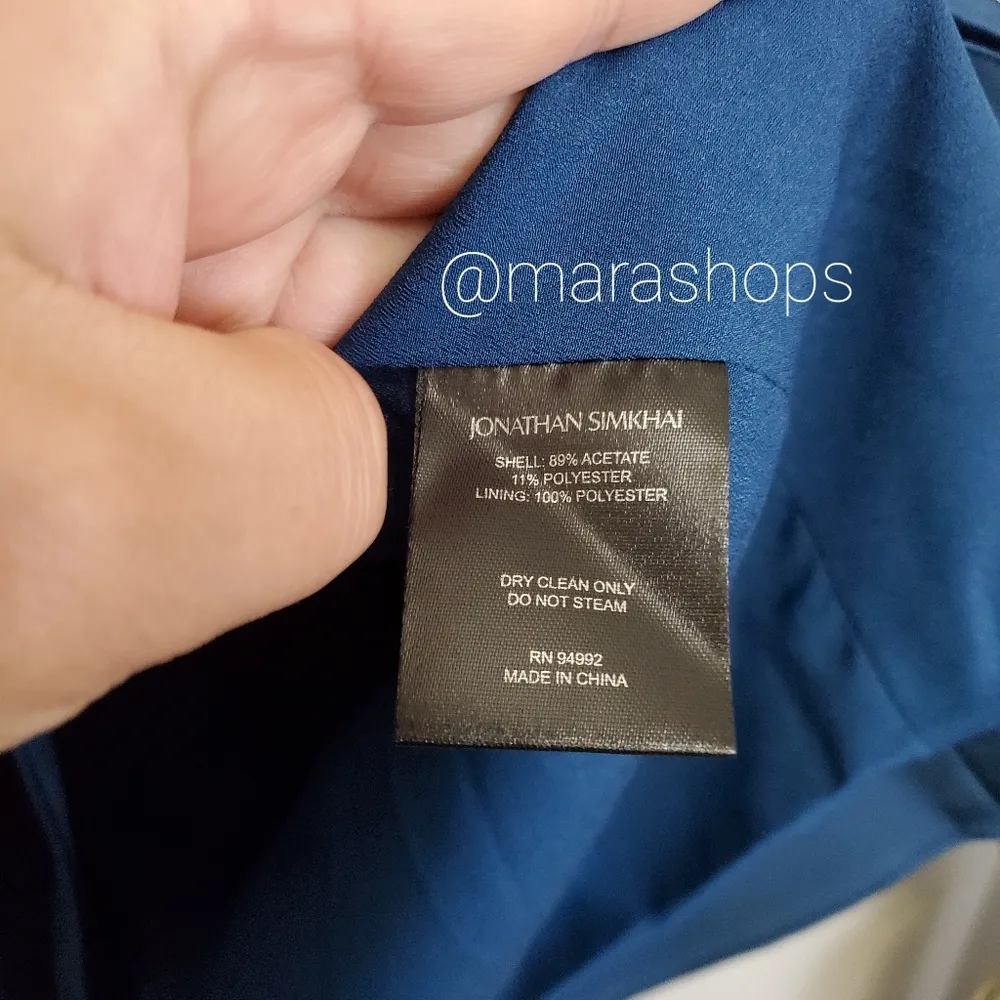 @marashops
JONATHAN SIMKHAI
SHELL: 89% ACETATE
11% POLYESTER
LINING: 100% POLYESTER
DRY CLEAN ONLY
DO NOT STEAM
RN 94992
MADE IN CHINA